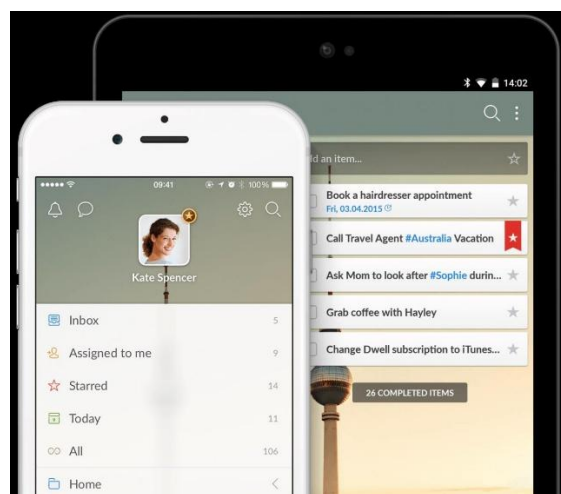 14:02
an item...
Book a hairdresser appointment
Fri, 03.04.2015
Call Travel Agent #Australia Vacation
Ask Mom to look after #Sophie durin...
Grab coffee with Hayley
Change Dwell subscription to iTunes...
26 COMPLETED ITEMS
09:41
100%
Kate Spencer
Inbox
5
Assigned to me
9
Starred
14
Today
11
All
106
Home